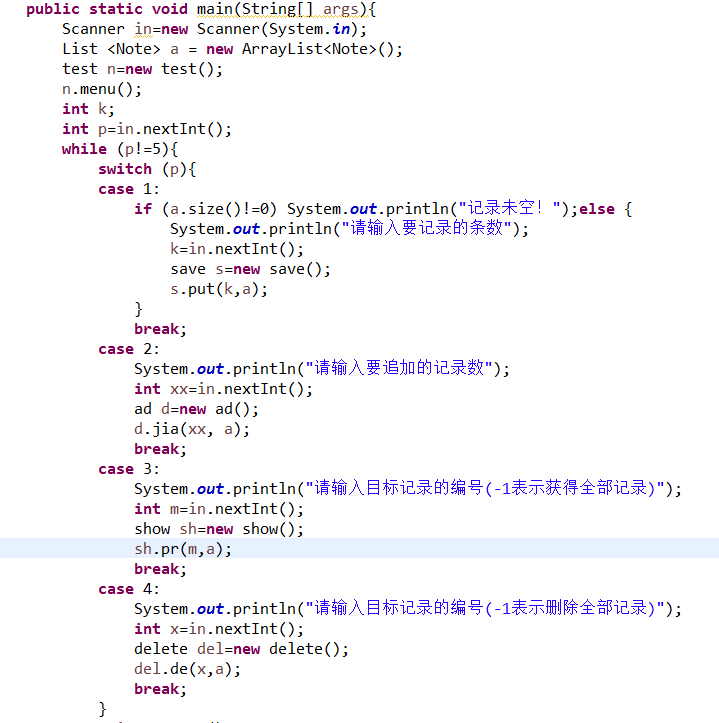 public static void main(String[] args){
Scanner in=new Scanner(System.in);
List <Note> a = new ArrayList<Note>();
test n=new test();
n.menu();
int k;
int p=in.nextInt();
while (p!=5){
switch (p){
case 1:
if (a.size()!=0) System.out.println("记录未空！");else {
System.out.println("请输入要记录的条数");
k=in.nextInt();
save s=new save();
s.put(k,a);
}
break;
case 2:
System.out.println("请输入要追加的记录数");
int xx=in.nextInt();
ad d=new ad();
d.jia(xx, a);
break;
case 3:
System.out.println("请输入目标记录的编号(-1表示获得全部记录)");
int m=in.nextInt();
show sh=new show();
sh.pr(m,a);
break;
case 4:
System.out.println("请输入目标记录的编号(-1表示删除全部记录)");
int x=in.nextInt();
delete del=new delete();
del.de(x,a);
break;
}